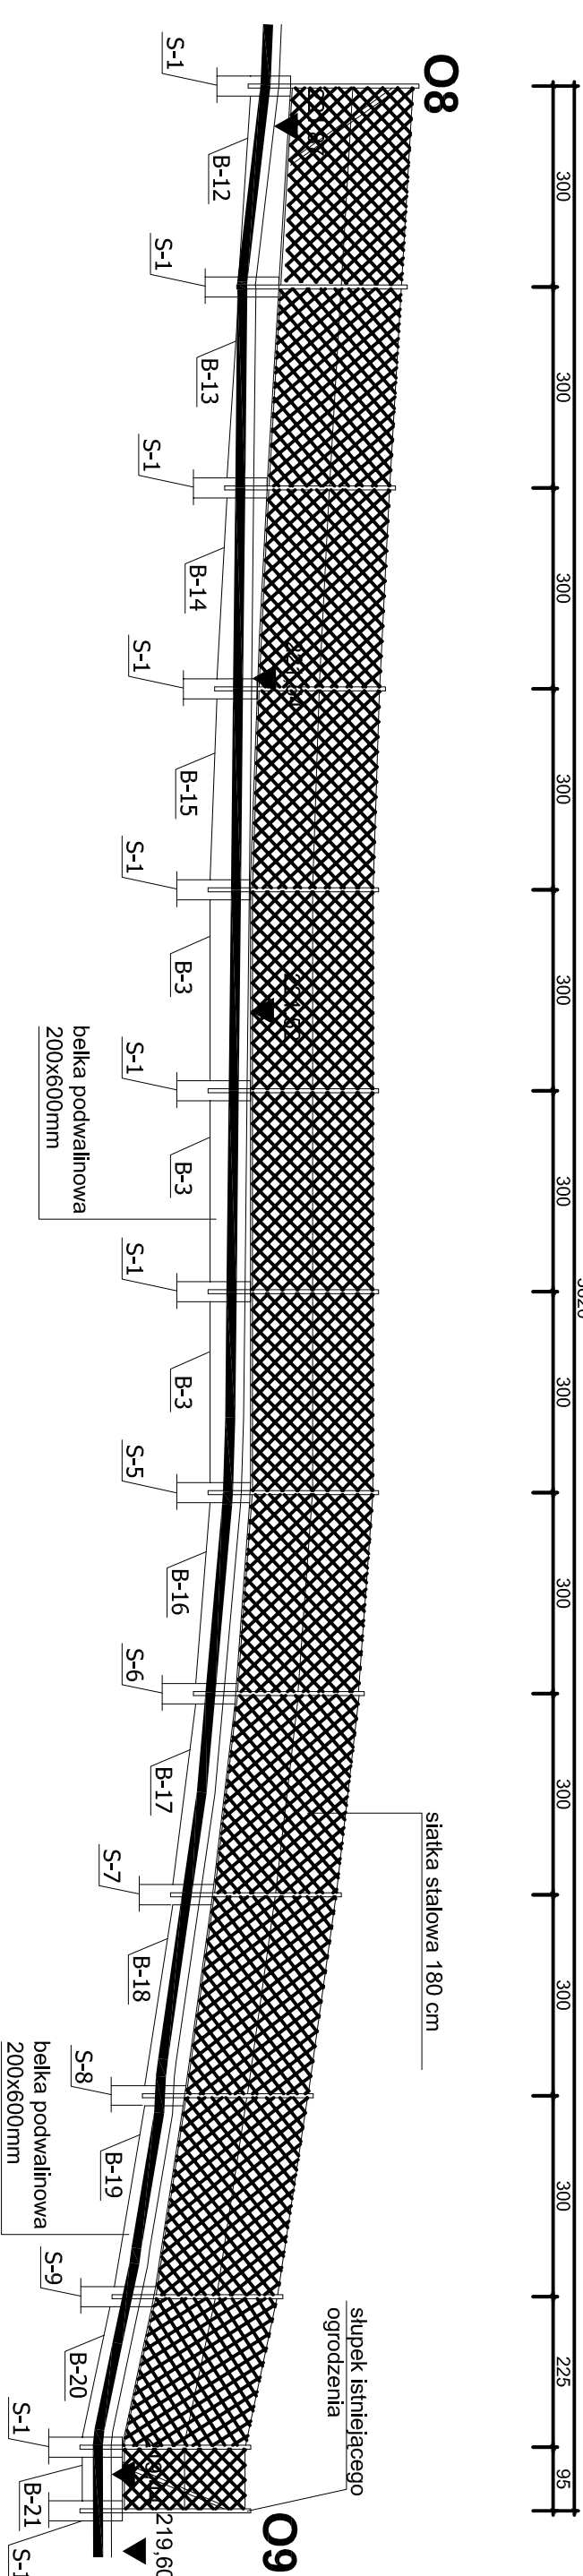 O8
300
300
300
300
300
300
300
300
300
300
300
225
95
S-1
S-1
S-1
S-1
S-1
S-1
S-1
S-5
S-6
S-7
S-8
S-9
S-1
S-1
B-12
B-13
B-14
B-15
B-3
B-3
B-3
B-16
B-17
B-18
B-19
B-20
B-21
belka podwalinowa
200x600mm
siatka stalowa 180 cm
belka podwalinowa
200x600mm
słupek istniejącego
ogrodzenia
219,60
O9